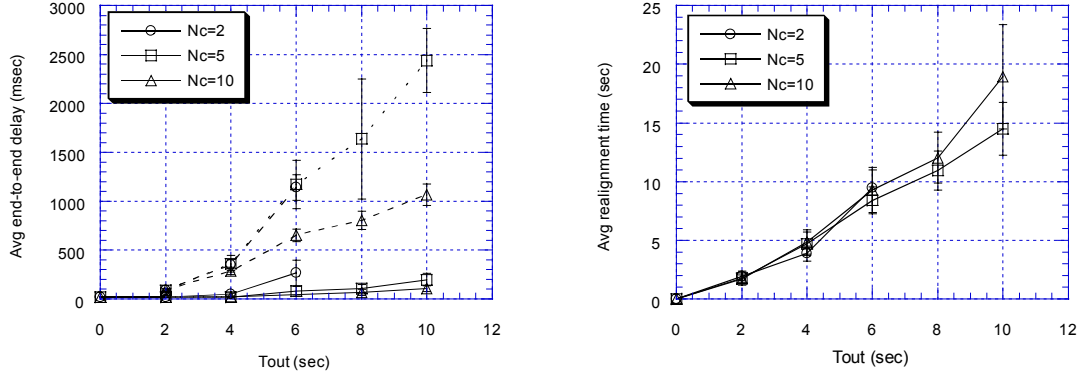 3000
2500
2000
1500
1000
500
0
Avg end-to-end delay (msec)
Nc=2
Nc=5
Nc=10
0 2 4 6 8 10 12
Tout (sec)
25
20
15
10
5
0
Avg realignment time (sec)
Nc=2
Nc=5
Nc=10
0 2 4 6 8 10 12
Tout (sec)